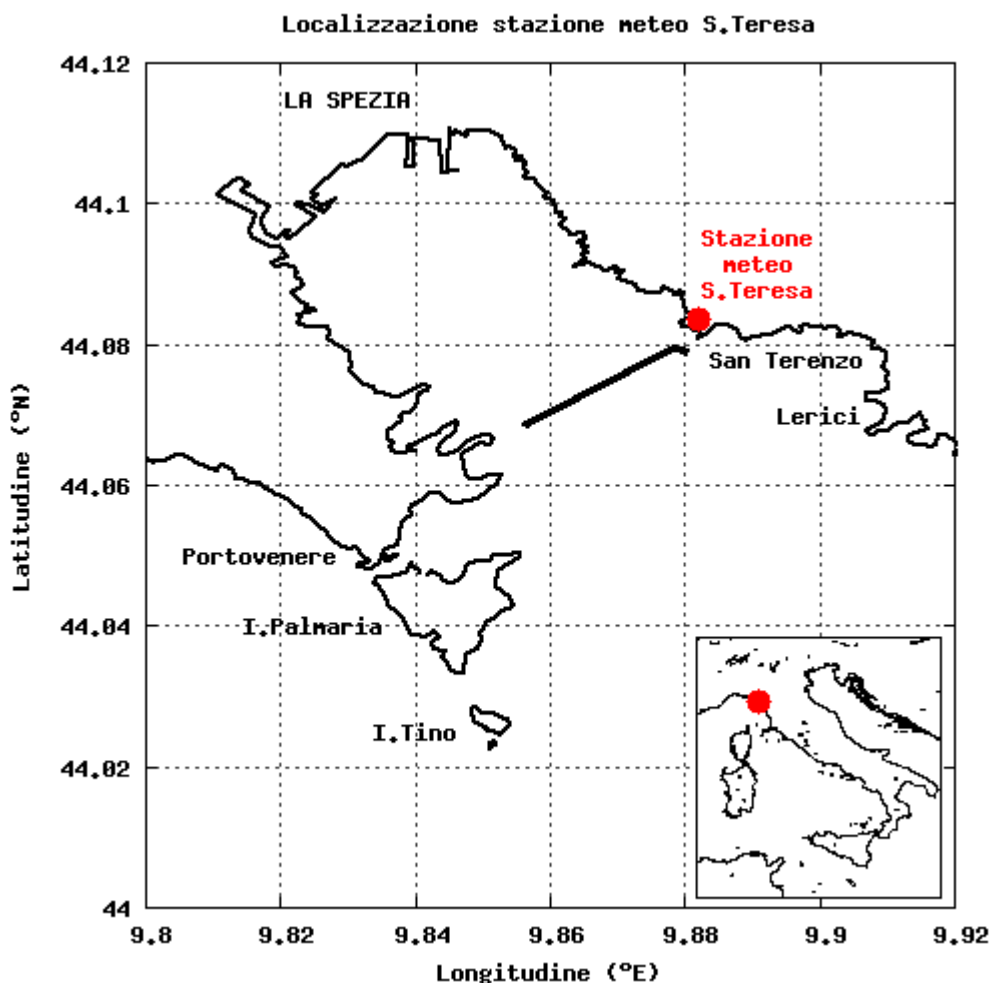 Localizzazione stazione meteo S.Teresa
44.12
LA SPEZIA
44.1
Stazione
meteo
S.Teresa
44.08
San Terenzo
Lerici
44.06
Portovenere
44.04
I.Palmaria
I.Tino
44.02
44
9.8
9.82
9.84
9.86
9.88
9.9
9.92
Latitudine (°N)
Longitudine (°E)